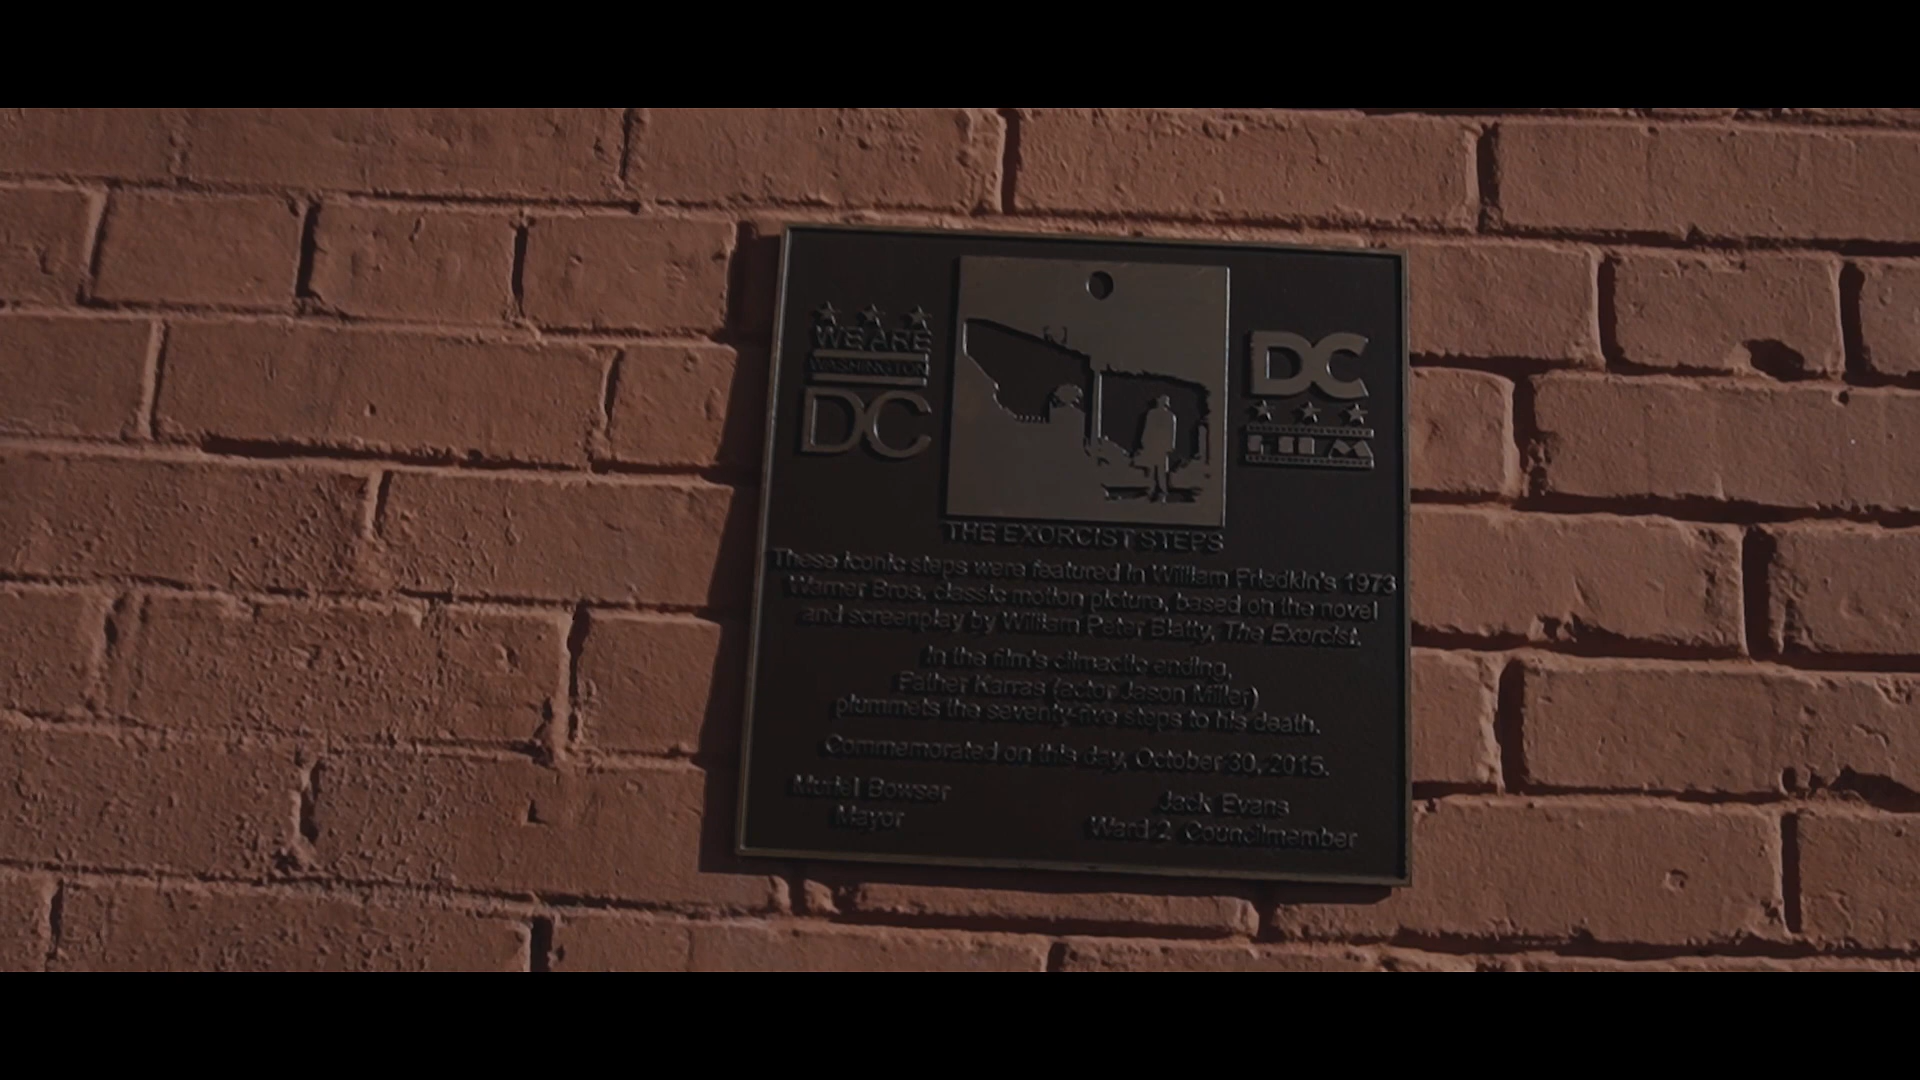 WE ARE
WASHINGTON
DC
DC
FILM
THE EXORCIST STEPS
These iconic steps were featured in William Friedkin's 1973
Warner Bros. classic motion picture, based on the novel
and screenplay by William Peter Blatty, The Exorcist.
In the film's climactic ending,
Father Karras (actor Jason Miller)
plummets the seventy-five steps to his death.
Commemorated on this day, October 30, 2015.
Muriel Bowser
Mayor
Jack Evans
Ward 2 Councilmember